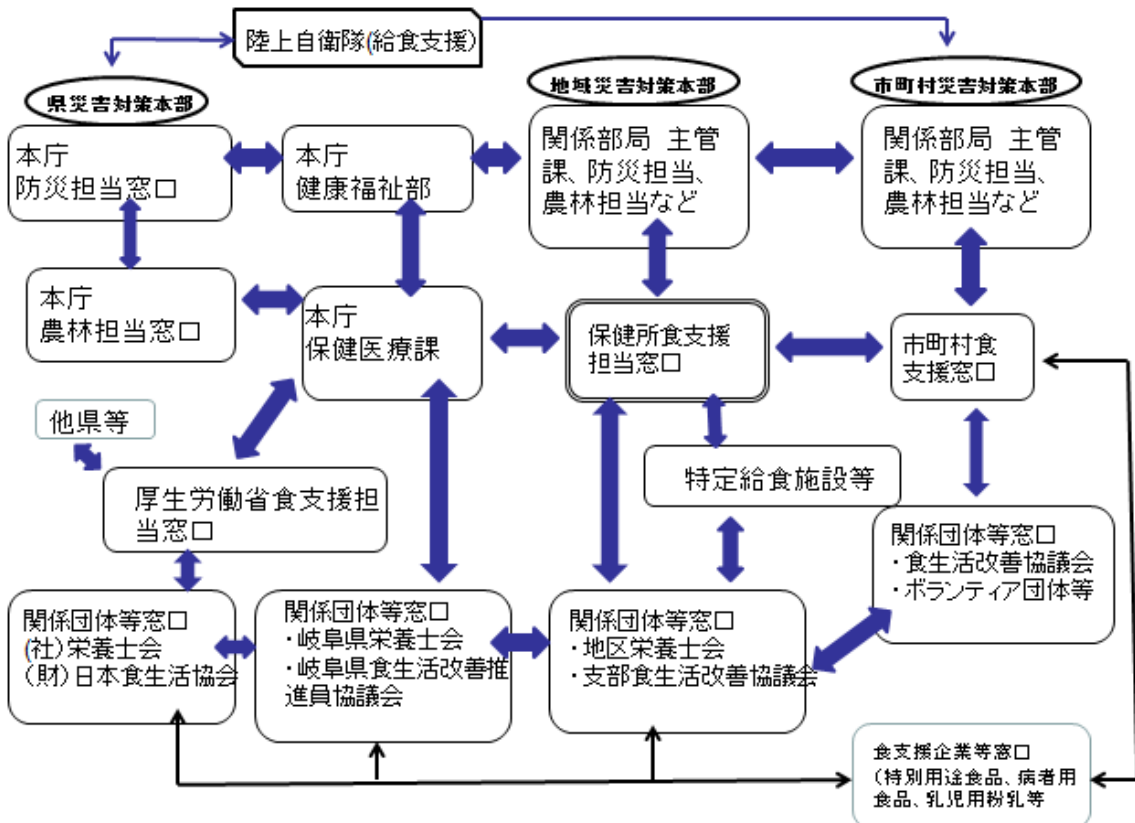 陸上自衛隊(給食支援)
県災害対策本部
地域災害対策本部
市町村災害対策本部
本庁
防災担当窓口
本庁
健康福祉部
関係部局 主管
課、防災担当、
農林担当など
関係部局 主管
課、防災担当、
農林担当など
本庁
農林担当窓口
本庁
保健医療課
保健所食支援
担当窓口
市町村食
支援窓口
他県等
厚生労働省食支援担
当窓口
特定給食施設等
関係団体等窓口
・食生活改善協議会
・ボランティア団体等
関係団体等窓口
(社)栄養士会
(財)日本食生活協会
関係団体等窓口
・岐阜県栄養士会
・岐阜県食生活改善推
進員協議会
関係団体等窓口
・地区栄養士会
・支部食生活改善協議会
食支援企業等窓口
(特別用途食品、病者用
食品、乳児用粉乳等